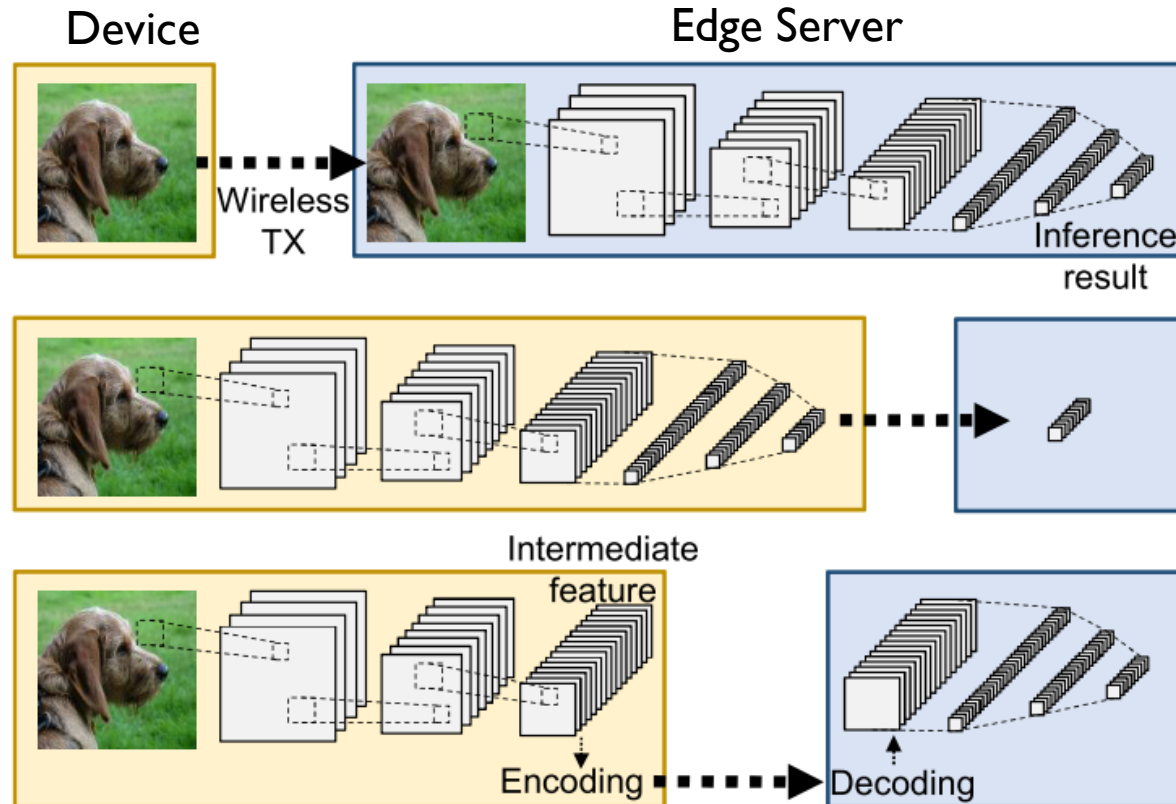 Device
Edge Server
Wireless
TX
Inference
result
Intermediate
feature
Encoding
Decoding